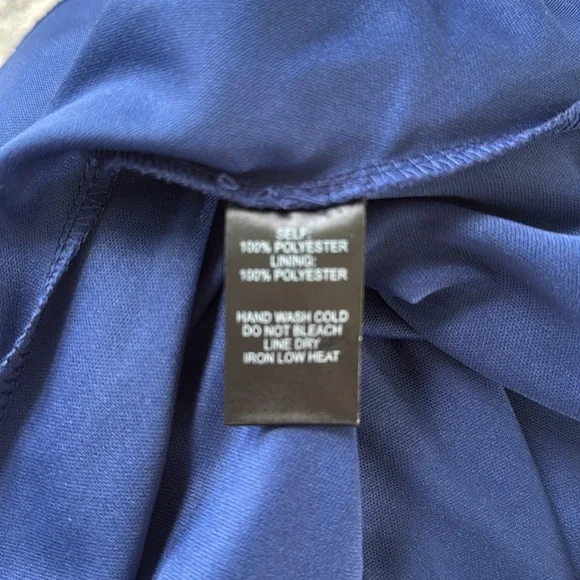 SELF:
100% POLYESTER
LINING:
100% POLYESTER
HAND WASH COLD
DO NOT BLEACH
LINE DRY
IRON LOW HEAT